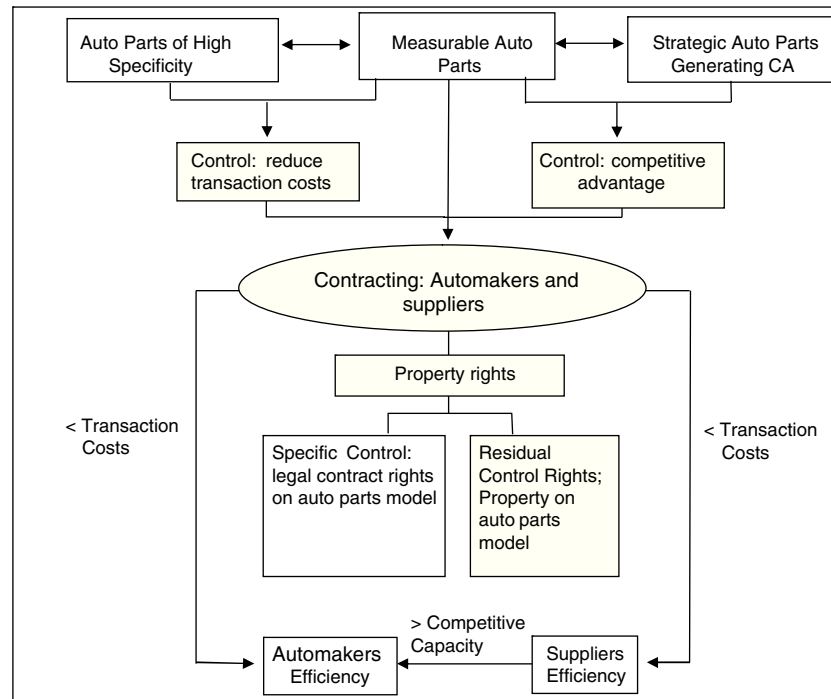 Auto Parts of High
Specificity
Measurable Auto
Parts
Strategic Auto Parts
Generating CA
Control: reduce
transaction costs
Control: competitive
advantage
Contracting: Automakers and
suppliers
Property rights
< Transaction
Costs
< Transaction
Costs
Specific Control:
legal contract rights
on auto parts model
Residual
Control Rights;
Property on
auto parts
model
> Competitive
Capacity
Automakers
Efficiency
Suppliers
Efficiency